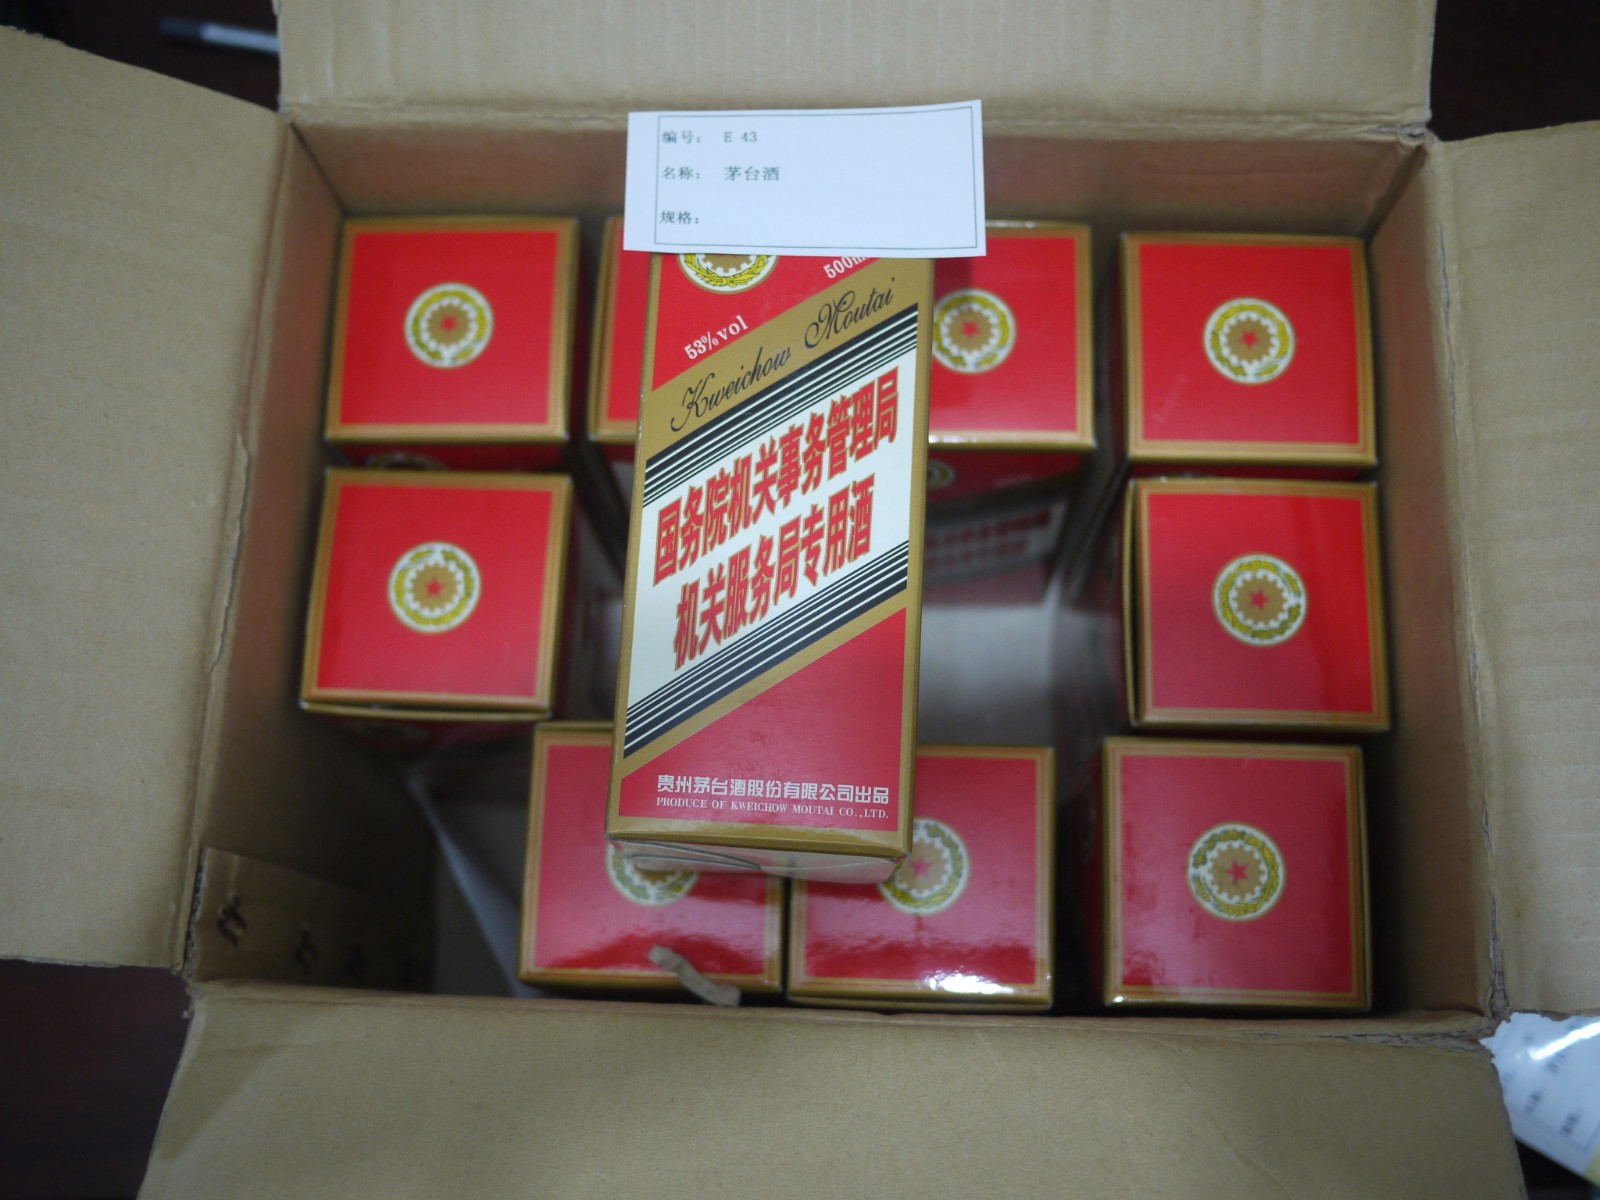 编号： E 43
名称： 茅台酒
规格：
53%vol
Kweichow Moutai
国务院机关事务管理局
机关服务局专用酒
贵州茅台酒股份有限公司出品
PRODUCE OF KWEICHOW MOUTAI CO.,LTD.